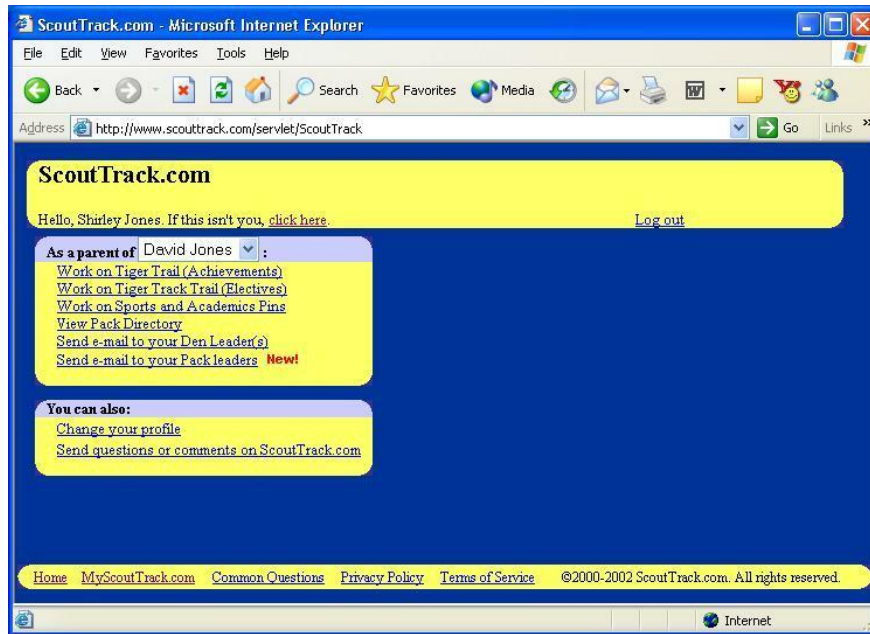 ScoutTrack.com - Microsoft Internet Explorer
File Edit View Favorites Tools Help
Back Search Favorites Media
Address http://www.scouttrack.com/servlet/ScoutTrack Go Links »
ScoutTrack.com
Hello, Shirley Jones. If this isn't you, click here. Log out
As a parent of David Jones :
Work on Tiger Trail (Achievements)
Work on Tiger Track Trail (Electives)
Work on Sports and Academics Pins
View Pack Directory
Send e-mail to your Den Leader(s)
Send e-mail to your Pack leaders New!
You can also:
Change your profile
Send questions or comments on ScoutTrack.com
Home MyScoutTrack.com Common Questions Privacy Policy Terms of Service ©2000-2002 ScoutTrack.com. All rights reserved.
Internet